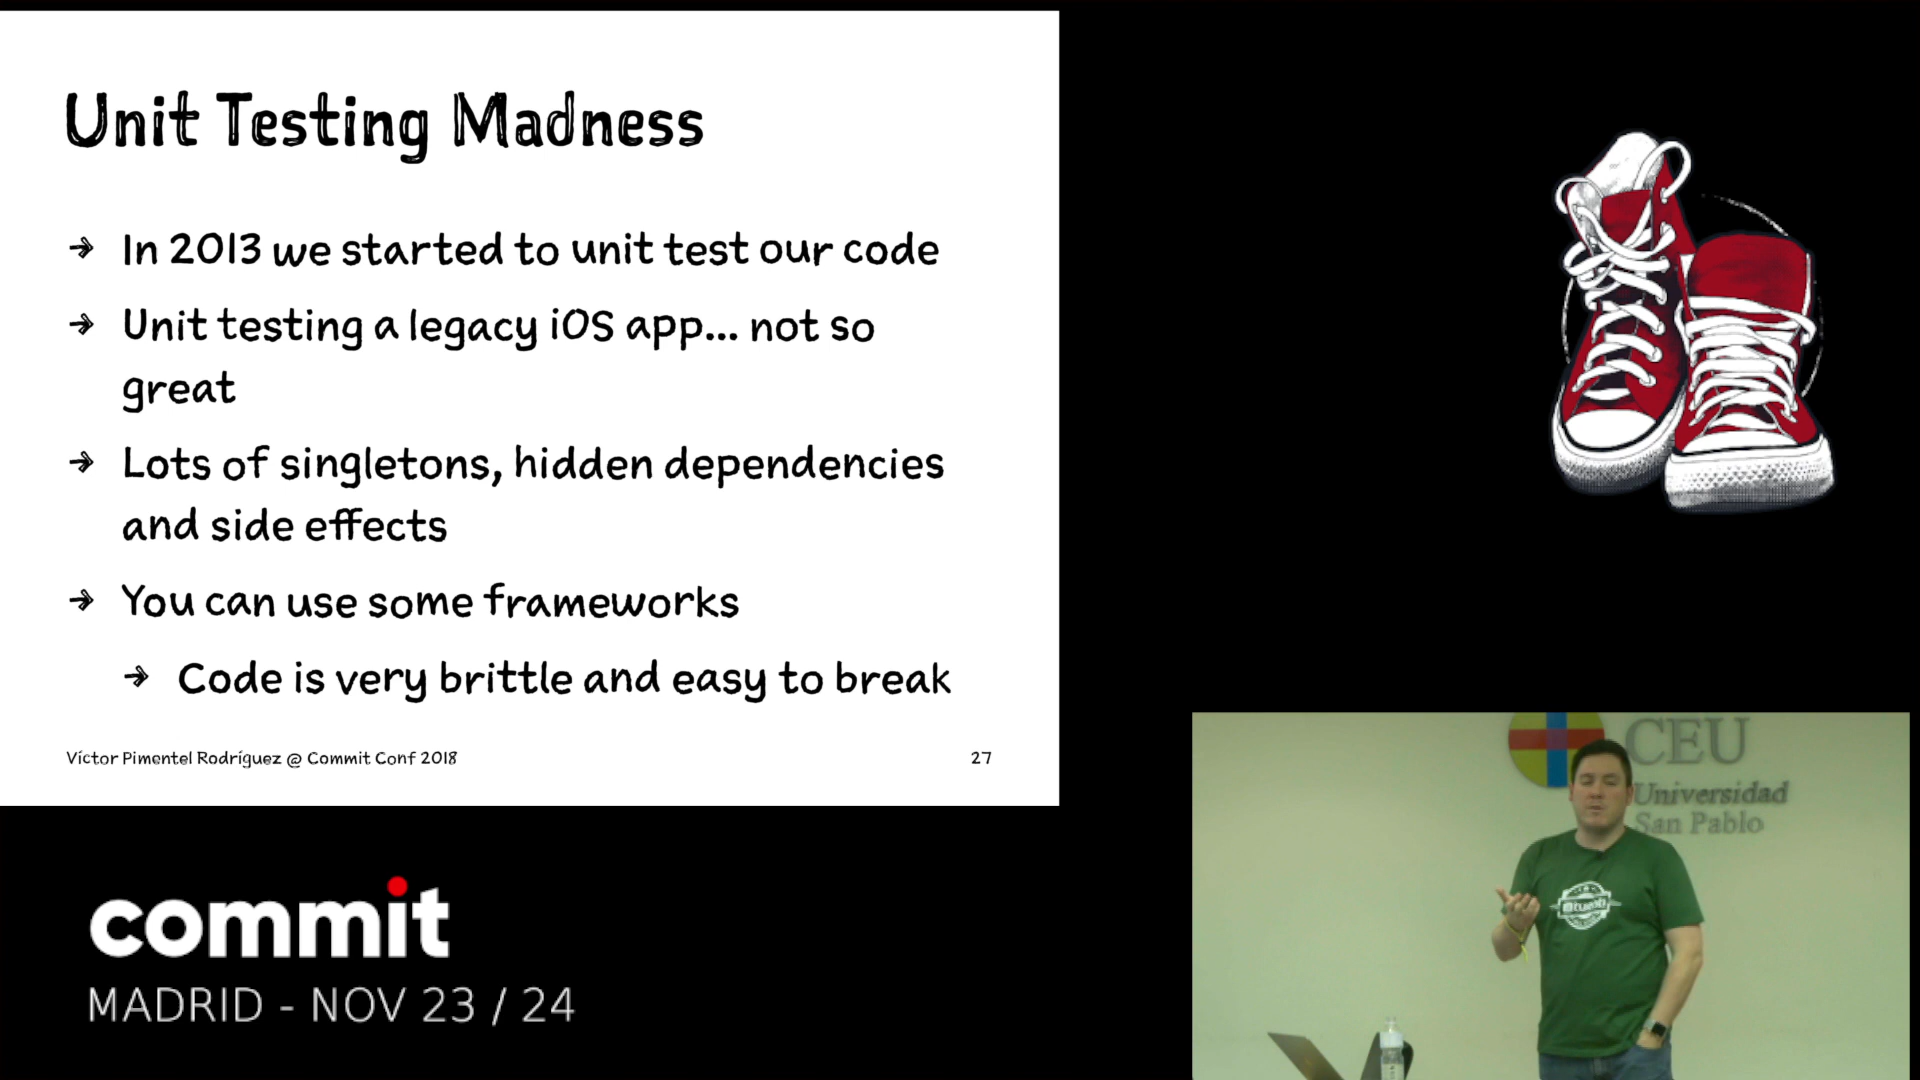 Unit Testing Madness
→ In 2013 we started to unit test our code
→ Unit testing a legacy iOS app... not so
great
→ Lots of singletons, hidden dependencies
and side effects
→ You can use some frameworks
→ Code is very brittle and easy to break
Víctor Pimentel Rodríguez @ Commit Conf 2018
27
commit
MADRID - NOV 23 / 24
CEU
Universidad
San Pablo